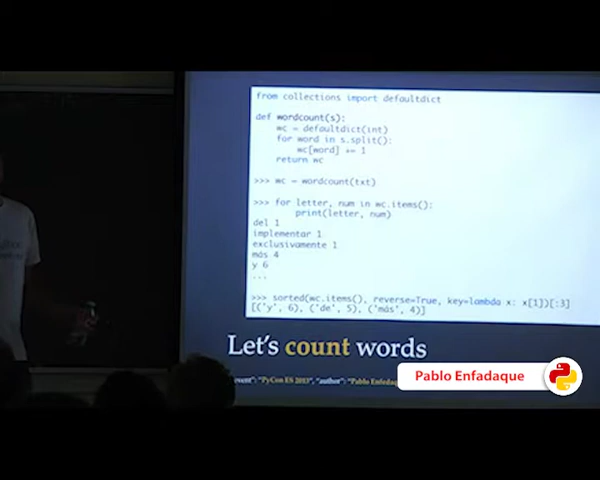 from collections import defaultdict
def wordcount(s):
wc = defaultdict(int)
for word in s.split():
wc[word] += 1
return wc
>>> wc = wordcount(txt)
>>> for letter, num in wc.items():
print(letter, num)
del 1
implementar 1
exclusivamente 1
más 4
y 6
...
>>> sorted(wc.items(), reverse=True, key=lambda x: x[1])[:3]
[('y', 6), ('de', 5), ('más', 4)]
Let's count words
Pablo Enfadaque
"PyCon ES 2013", "author": "Pablo